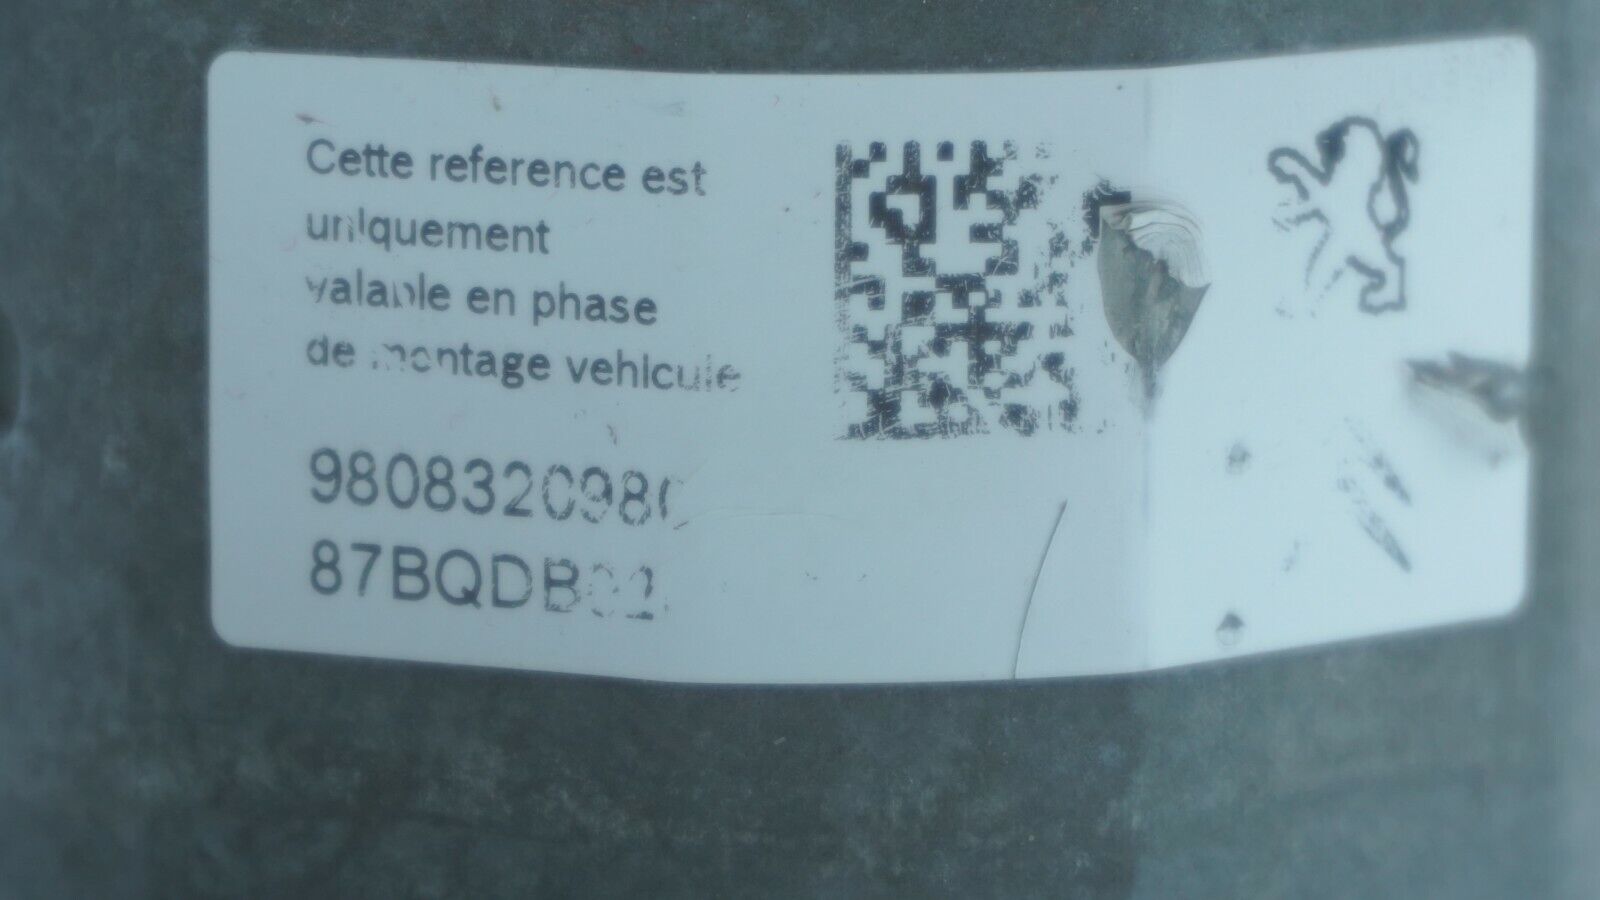 Cette reference est
uniquement
valable en phase
de montage vehicule
980832098
87BQDB